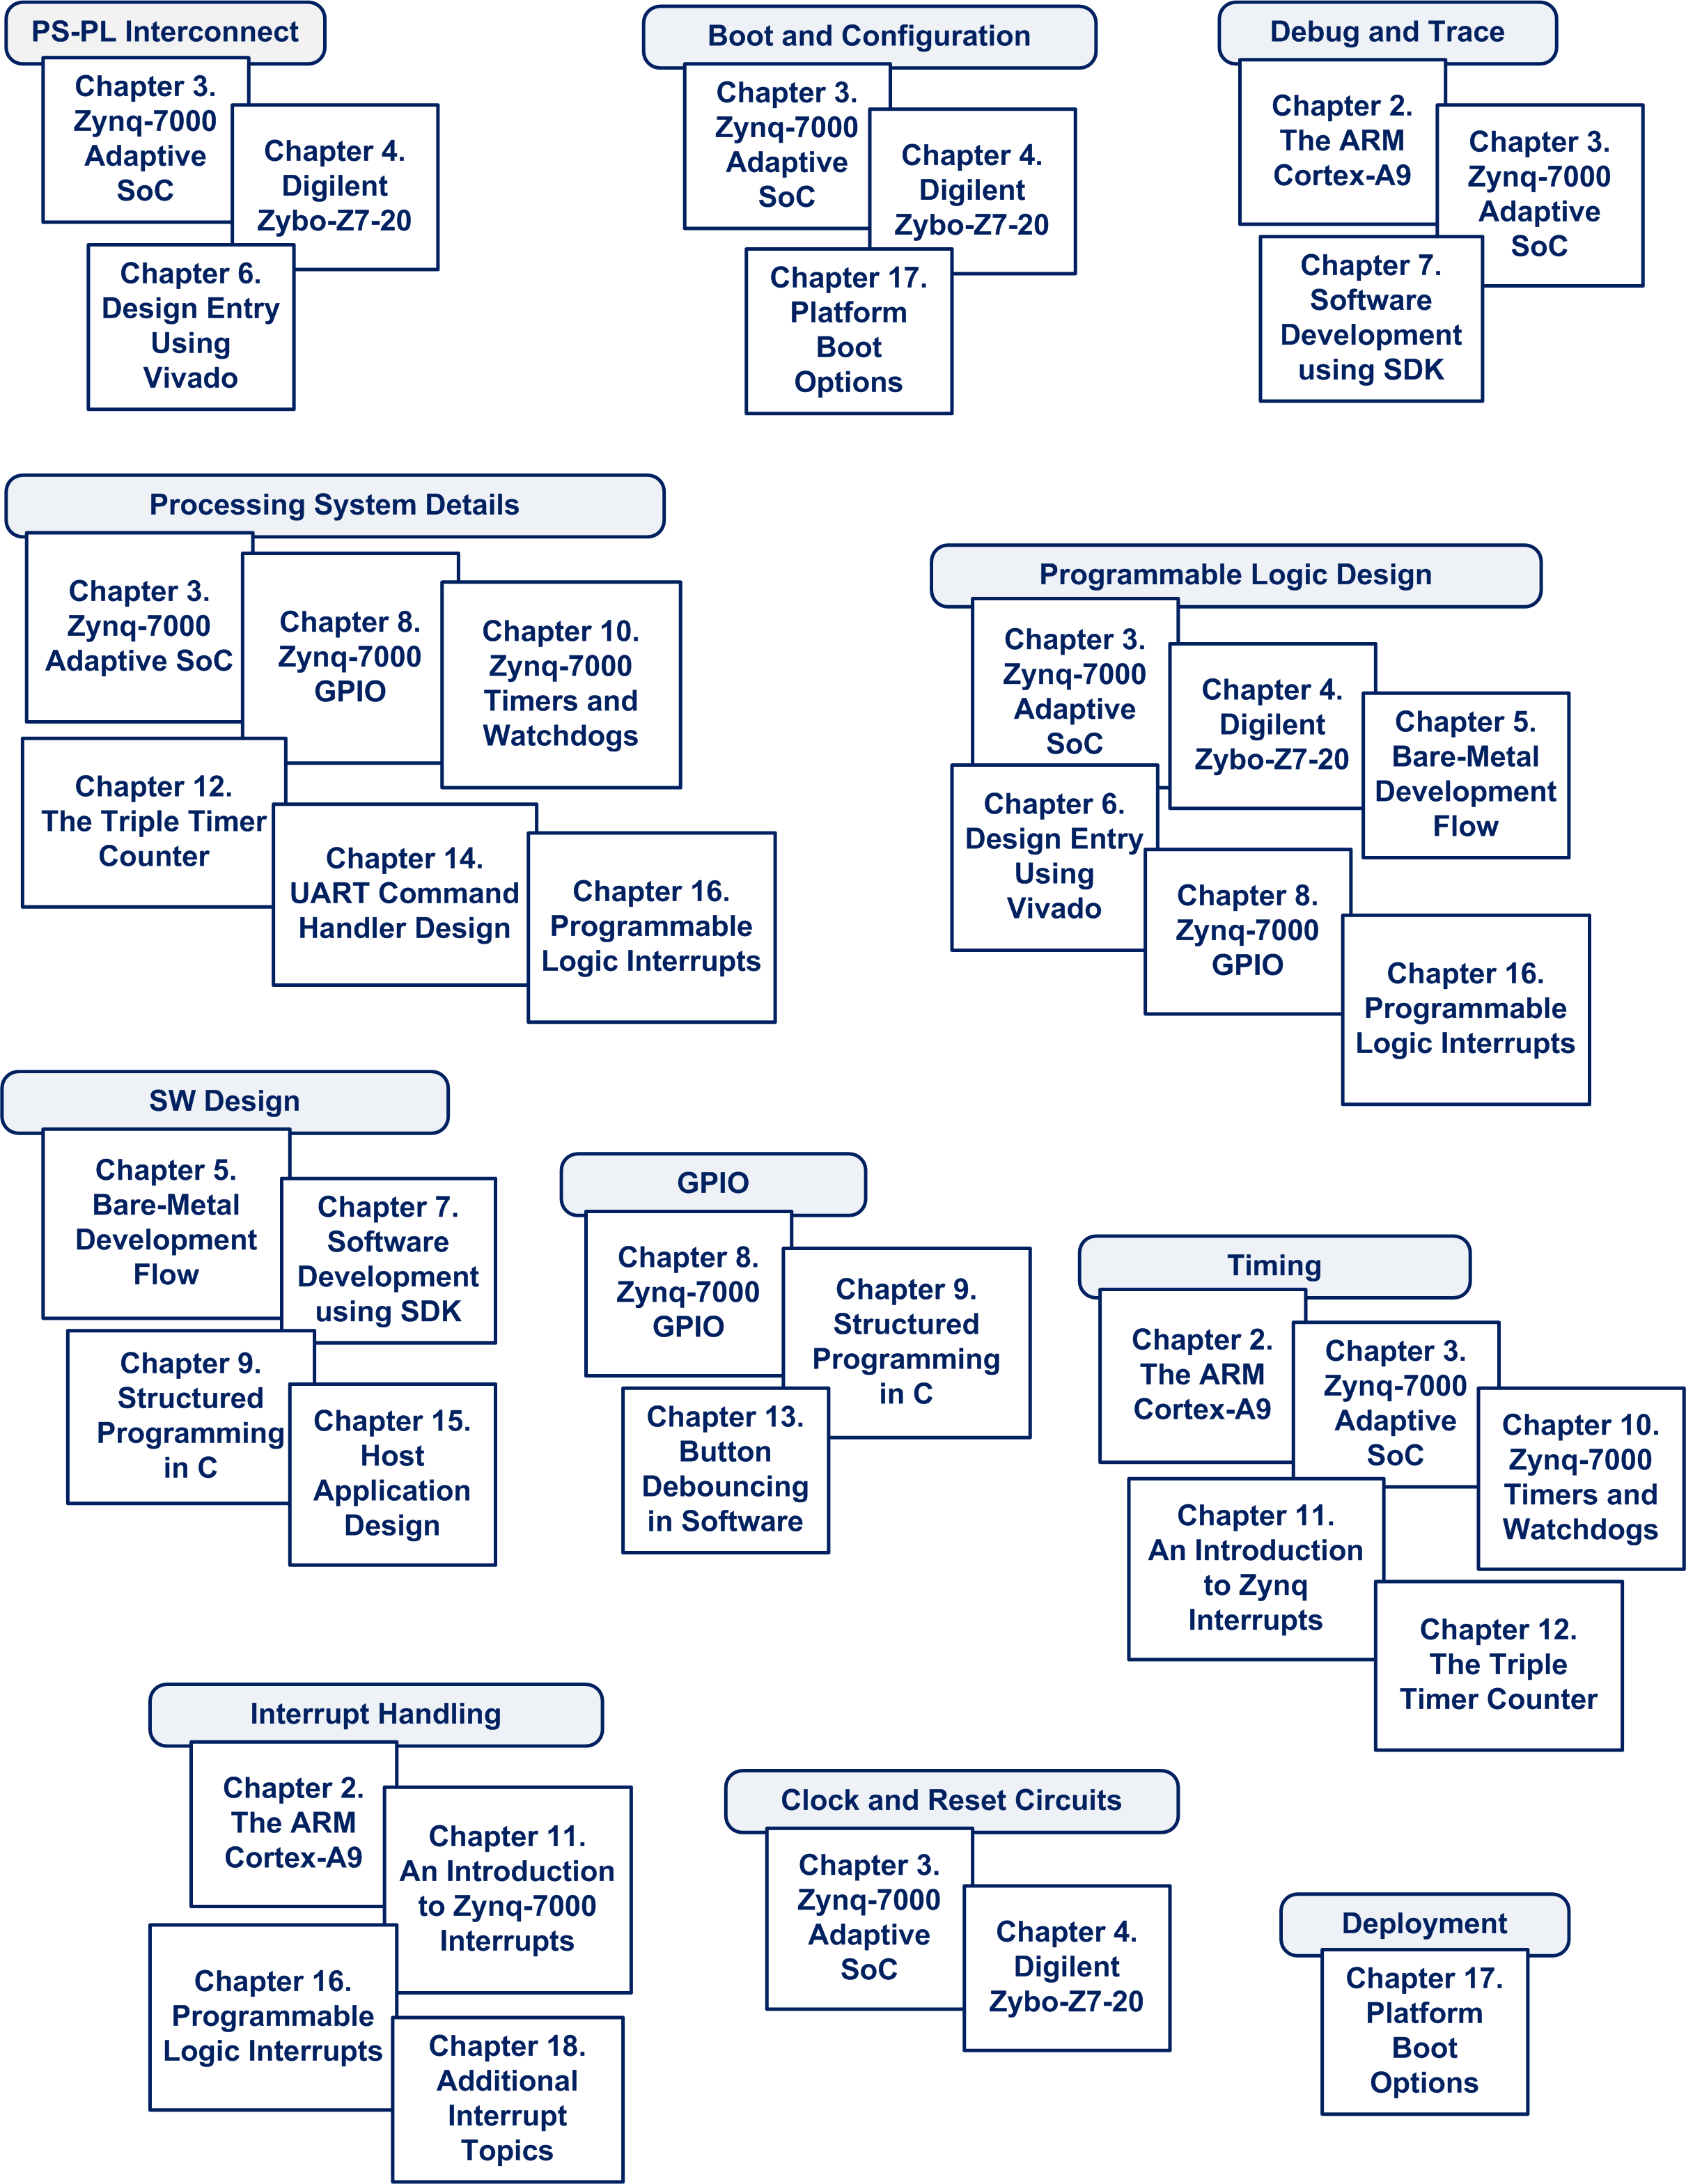 PS-PL Interconnect
Chapter 3.
Zynq-7000
Adaptive
SoC
Chapter 4.
Digilent
Zybo-Z7-20
Chapter 6.
Design Entry
Using
Vivado
Boot and Configuration
Chapter 3.
Zynq-7000
Adaptive
SoC
Chapter 4.
Digilent
Zybo-Z7-20
Chapter 17.
Platform
Boot
Options
Debug and Trace
Chapter 2.
The ARM
Cortex-A9
Chapter 3.
Zynq-7000
Adaptive
SoC
Chapter 7.
Software
Development
using SDK
Processing System Details
Chapter 3.
Zynq-7000
Adaptive SoC
Chapter 8.
Zynq-7000
GPIO
Chapter 10.
Zynq-7000
Timers and
Watchdogs
Chapter 12.
The Triple Timer
Counter
Chapter 14.
UART Command
Handler Design
Chapter 16.
Programmable
Logic Interrupts
Programmable Logic Design
Chapter 3.
Zynq-7000
Adaptive
SoC
Chapter 4.
Digilent
Zybo-Z7-20
Chapter 5.
Bare-Metal
Development
Flow
Chapter 6.
Design Entry
Using
Vivado
Chapter 8.
Zynq-7000
GPIO
Chapter 16.
Programmable
Logic Interrupts
SW Design
Chapter 5.
Bare-Metal
Development
Flow
Chapter 7.
Software
Development
using SDK
Chapter 9.
Structured
Programming
in C
Chapter 15.
Host
Application
Design
GPIO
Chapter 8.
Zynq-7000
GPIO
Chapter 9.
Structured
Programming
in C
Chapter 13.
Button
Debouncing
in Software
Timing
Chapter 2.
The ARM
Cortex-A9
Chapter 3.
Zynq-7000
Adaptive
SoC
Chapter 10.
Zynq-7000
Timers and
Watchdogs
Chapter 11.
An Introduction
to Zynq
Interrupts
Chapter 12.
The Triple
Timer Counter
Interrupt Handling
Chapter 2.
The ARM
Cortex-A9
Chapter 11.
An Introduction
to Zynq-7000
Interrupts
Chapter 16.
Programmable
Logic Interrupts
Chapter 18.
Additional
Interrupt
Topics
Clock and Reset Circuits
Chapter 3.
Zynq-7000
Adaptive
SoC
Chapter 4.
Digilent
Zybo-Z7-20
Deployment
Chapter 17.
Platform
Boot
Options